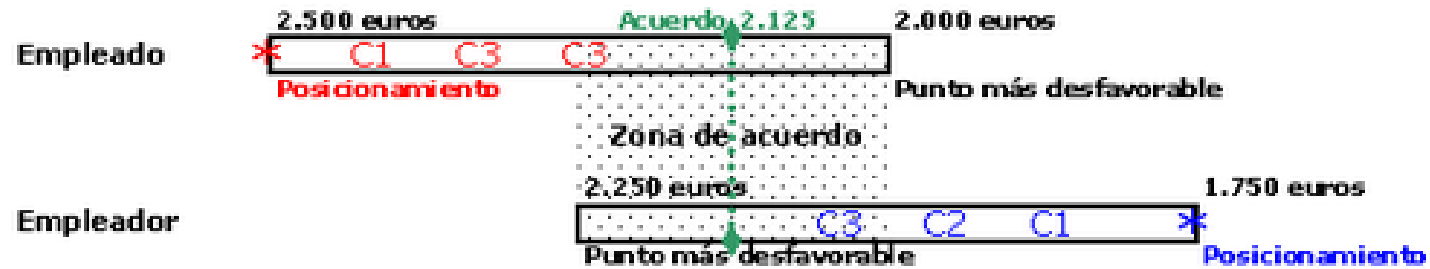 2.500 euros Acuerdo 2.125 2.000 euros
Empleado * C1 C3 C3
Posicionamiento Punto más desfavorable
Zona de acuerdo
2.250 euros 1.750 euros
Empleador C3 C2 C1 *
Punto más desfavorable Posicionamiento